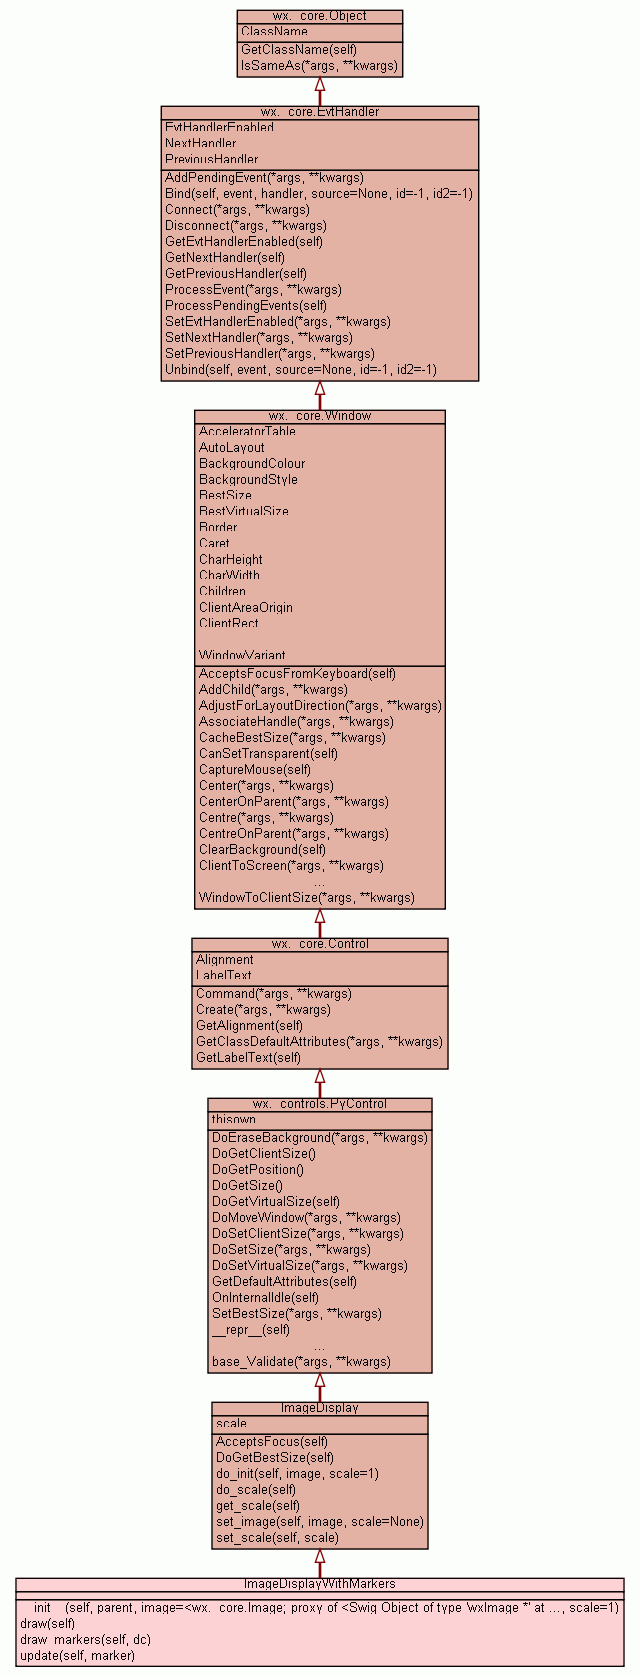 wx._core.Object
ClassName
GetClassName(self)
IsSameAs(*args, **kwargs)
wx._core.EvtHandler
EvtHandlerEnabled
NextHandler
PreviousHandler
AddPendingEvent(*args, **kwargs)
Bind(self, event, handler, source=None, id=-1, id2=-1)
Connect(*args, **kwargs)
Disconnect(*args, **kwargs)
GetEvtHandlerEnabled(self)
GetNextHandler(self)
GetPreviousHandler(self)
ProcessEvent(*args, **kwargs)
ProcessPendingEvents(self)
SetEvtHandlerEnabled(*args, **kwargs)
SetNextHandler(*args, **kwargs)
SetPreviousHandler(*args, **kwargs)
Unbind(self, event, source=None, id=-1, id2=-1)
wx._core.Window
AcceleratorTable
AutoLayout
BackgroundColour
BackgroundStyle
BestSize
BestVirtualSize
Border
Caret
CharHeight
CharWidth
Children
ClientAreaOrigin
ClientRect
WindowVariant
AcceptsFocusFromKeyboard(self)
AddChild(*args, **kwargs)
AdjustForLayoutDirection(*args, **kwargs)
AssociateHandle(*args, **kwargs)
CacheBestSize(*args, **kwargs)
CanSetTransparent(self)
CaptureMouse(self)
Center(*args, **kwargs)
CenterOnParent(*args, **kwargs)
Centre(*args, **kwargs)
CentreOnParent(*args, **kwargs)
ClearBackground(self)
ClientToScreen(*args, **kwargs)
...
WindowToClientSize(*args, **kwargs)
wx._core.Control
Alignment
LabelText
Command(*args, **kwargs)
Create(*args, **kwargs)
GetAlignment(self)
GetClassDefaultAttributes(*args, **kwargs)
GetLabelText(self)
wx._controls.PyControl
thisown
DoEraseBackground(*args, **kwargs)
DoGetClientSize()
DoGetPosition()
DoGetSize()
DoGetVirtualSize(self)
DoMoveWindow(*args, **kwargs)
DoSetClientSize(*args, **kwargs)
DoSetSize(*args, **kwargs)
DoSetVirtualSize(*args, **kwargs)
GetDefaultAttributes(self)
OnInternalIdle(self)
SetBestSize(*args, **kwargs)
__repr__(self)
...
base_Validate(*args, **kwargs)
ImageDisplay
scale
AcceptsFocus(self)
DoGetBestSize(self)
do_init(self, image, scale=1)
do_scale(self)
get_scale(self)
set_image(self, image, scale=None)
set_scale(self, scale)
ImageDisplayWithMarkers
__init__(self, parent, image=<wx._core.Image; proxy of <Swig Object of type 'wxImage *' at ..., scale=1)
draw(self)
draw_markers(self, dc)
update(self, marker)